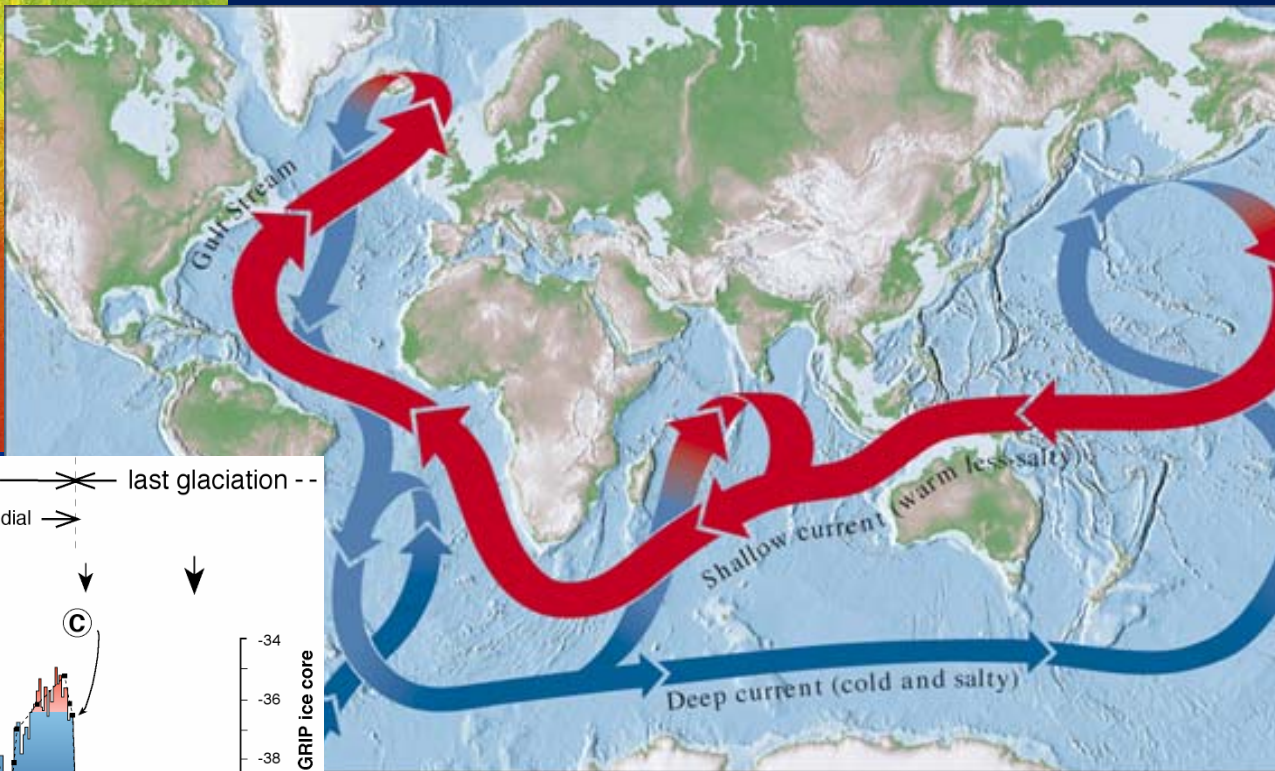 Gulf Stream
Shallow current (warm less-salty)
Deep current (cold and salty)
last glaciation - -
dial
C
-34
-36
-38
GRIP ice core